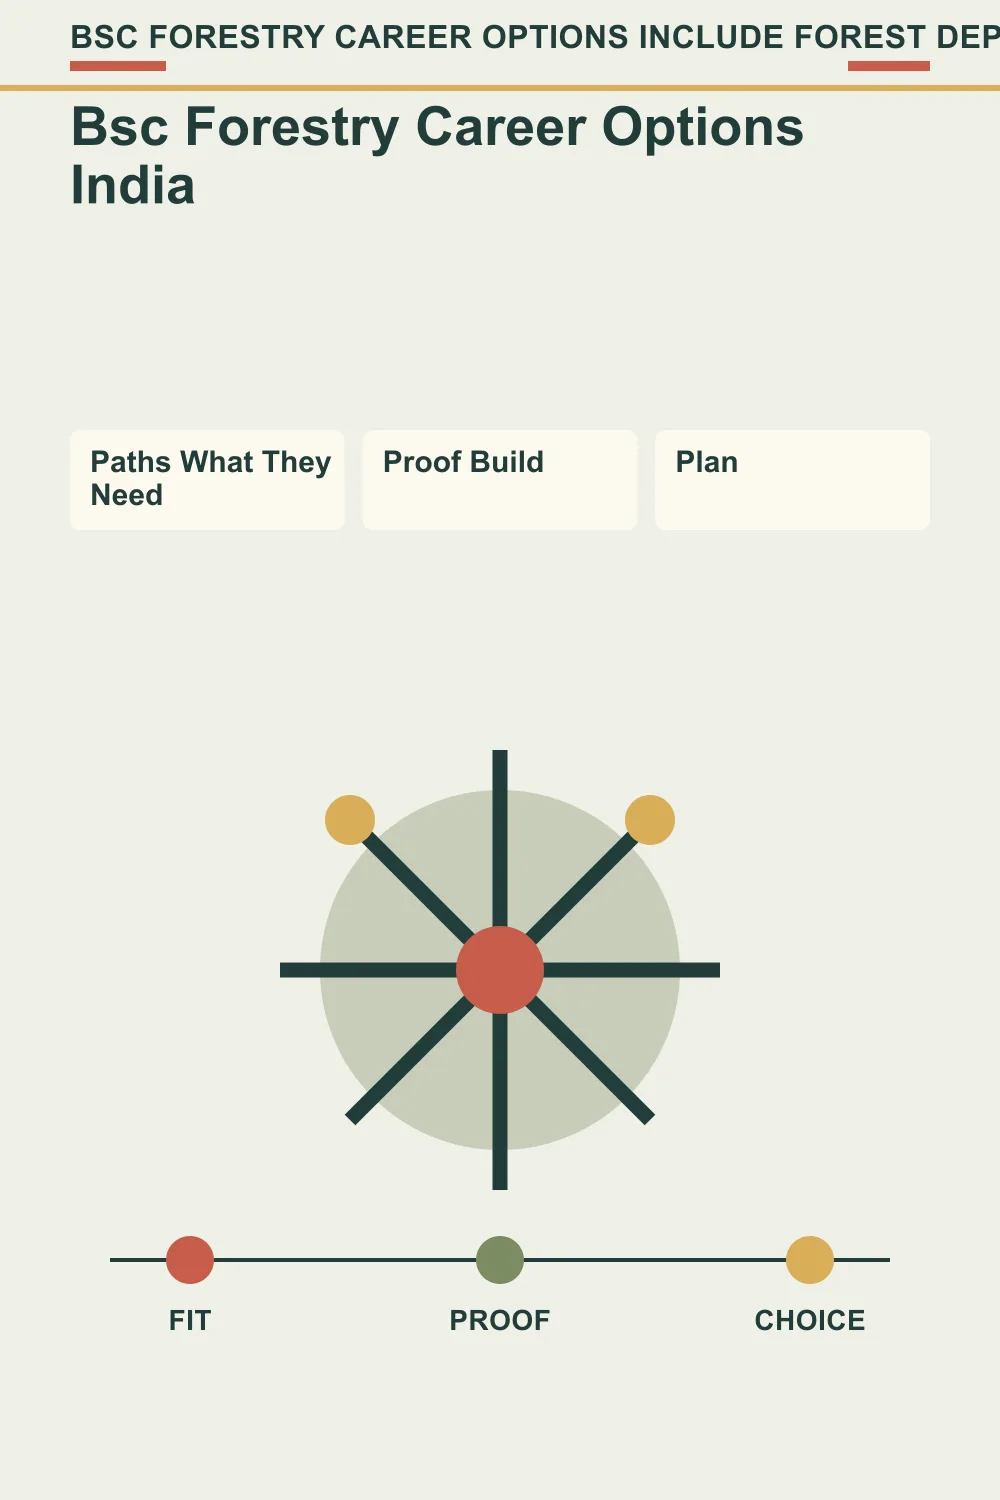 BSC FORESTRY CAREER OPTIONS INCLUDE FOREST DEP
Bsc Forestry Career Options
India
Paths What They
Need
Proof Build
Plan
FIT
PROOF
CHOICE